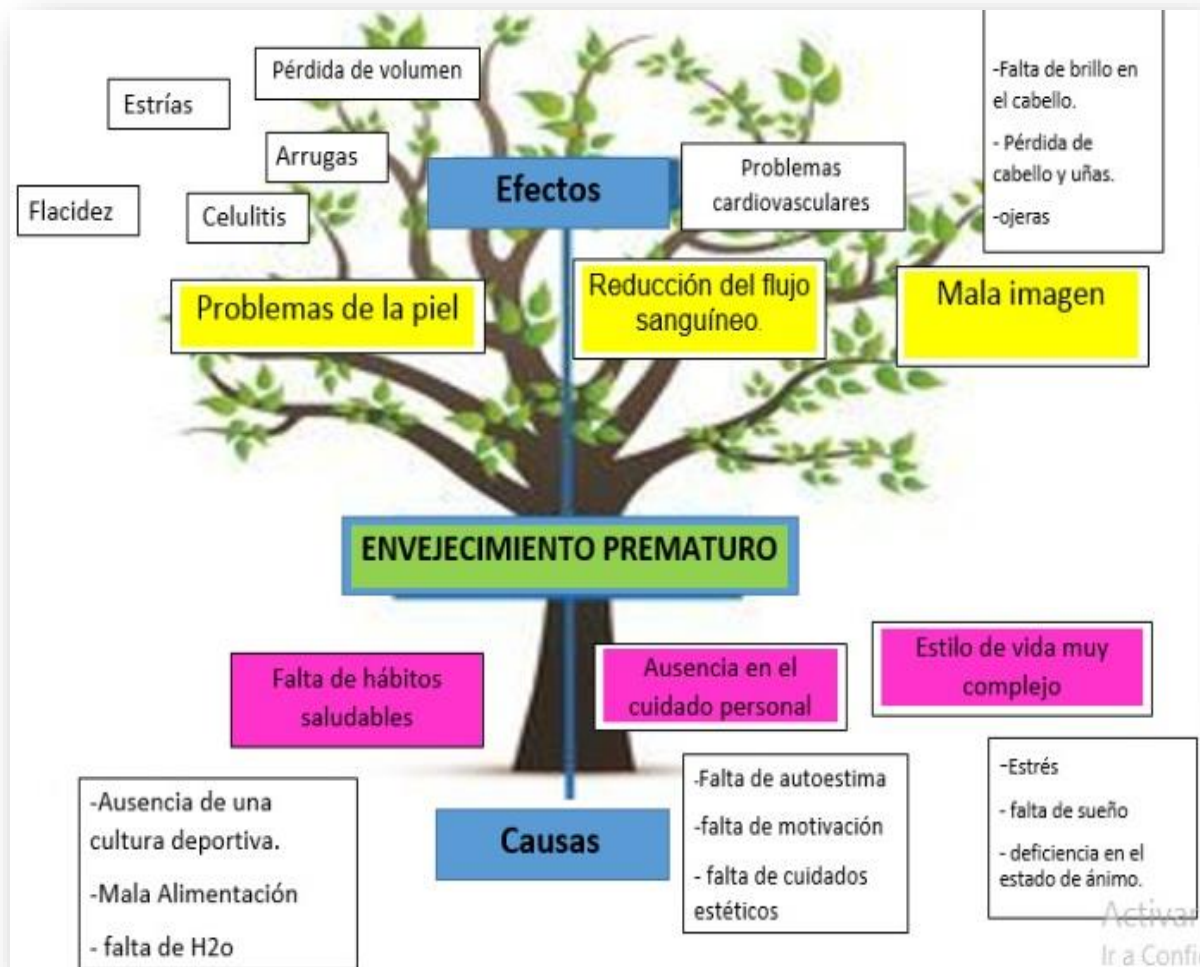 Pérdida de volumen
Estrías
Arrugas
Flacidez
Celulitis
Efectos
Problemas
cardiovasculares
-Falta de brillo en
el cabello.
- Pérdida de
cabello y uñas.
-ojeras
Problemas de la piel
Reducción del flujo
sanguíneo.
Mala imagen
ENVEJECIMIENTO PREMATURO
Falta de hábitos
saludables
Ausencia en el
cuidado personal
Estilo de vida muy
complejo
-Ausencia de una
cultura deportiva.
-Mala Alimentación
- falta de H2o
Causas
-Falta de autoestima
-falta de motivación
- falta de cuidados
estéticos
-Estrés
- falta de sueño
- deficiencia en el
estado de ánimo.
Activar
Ir a Confi